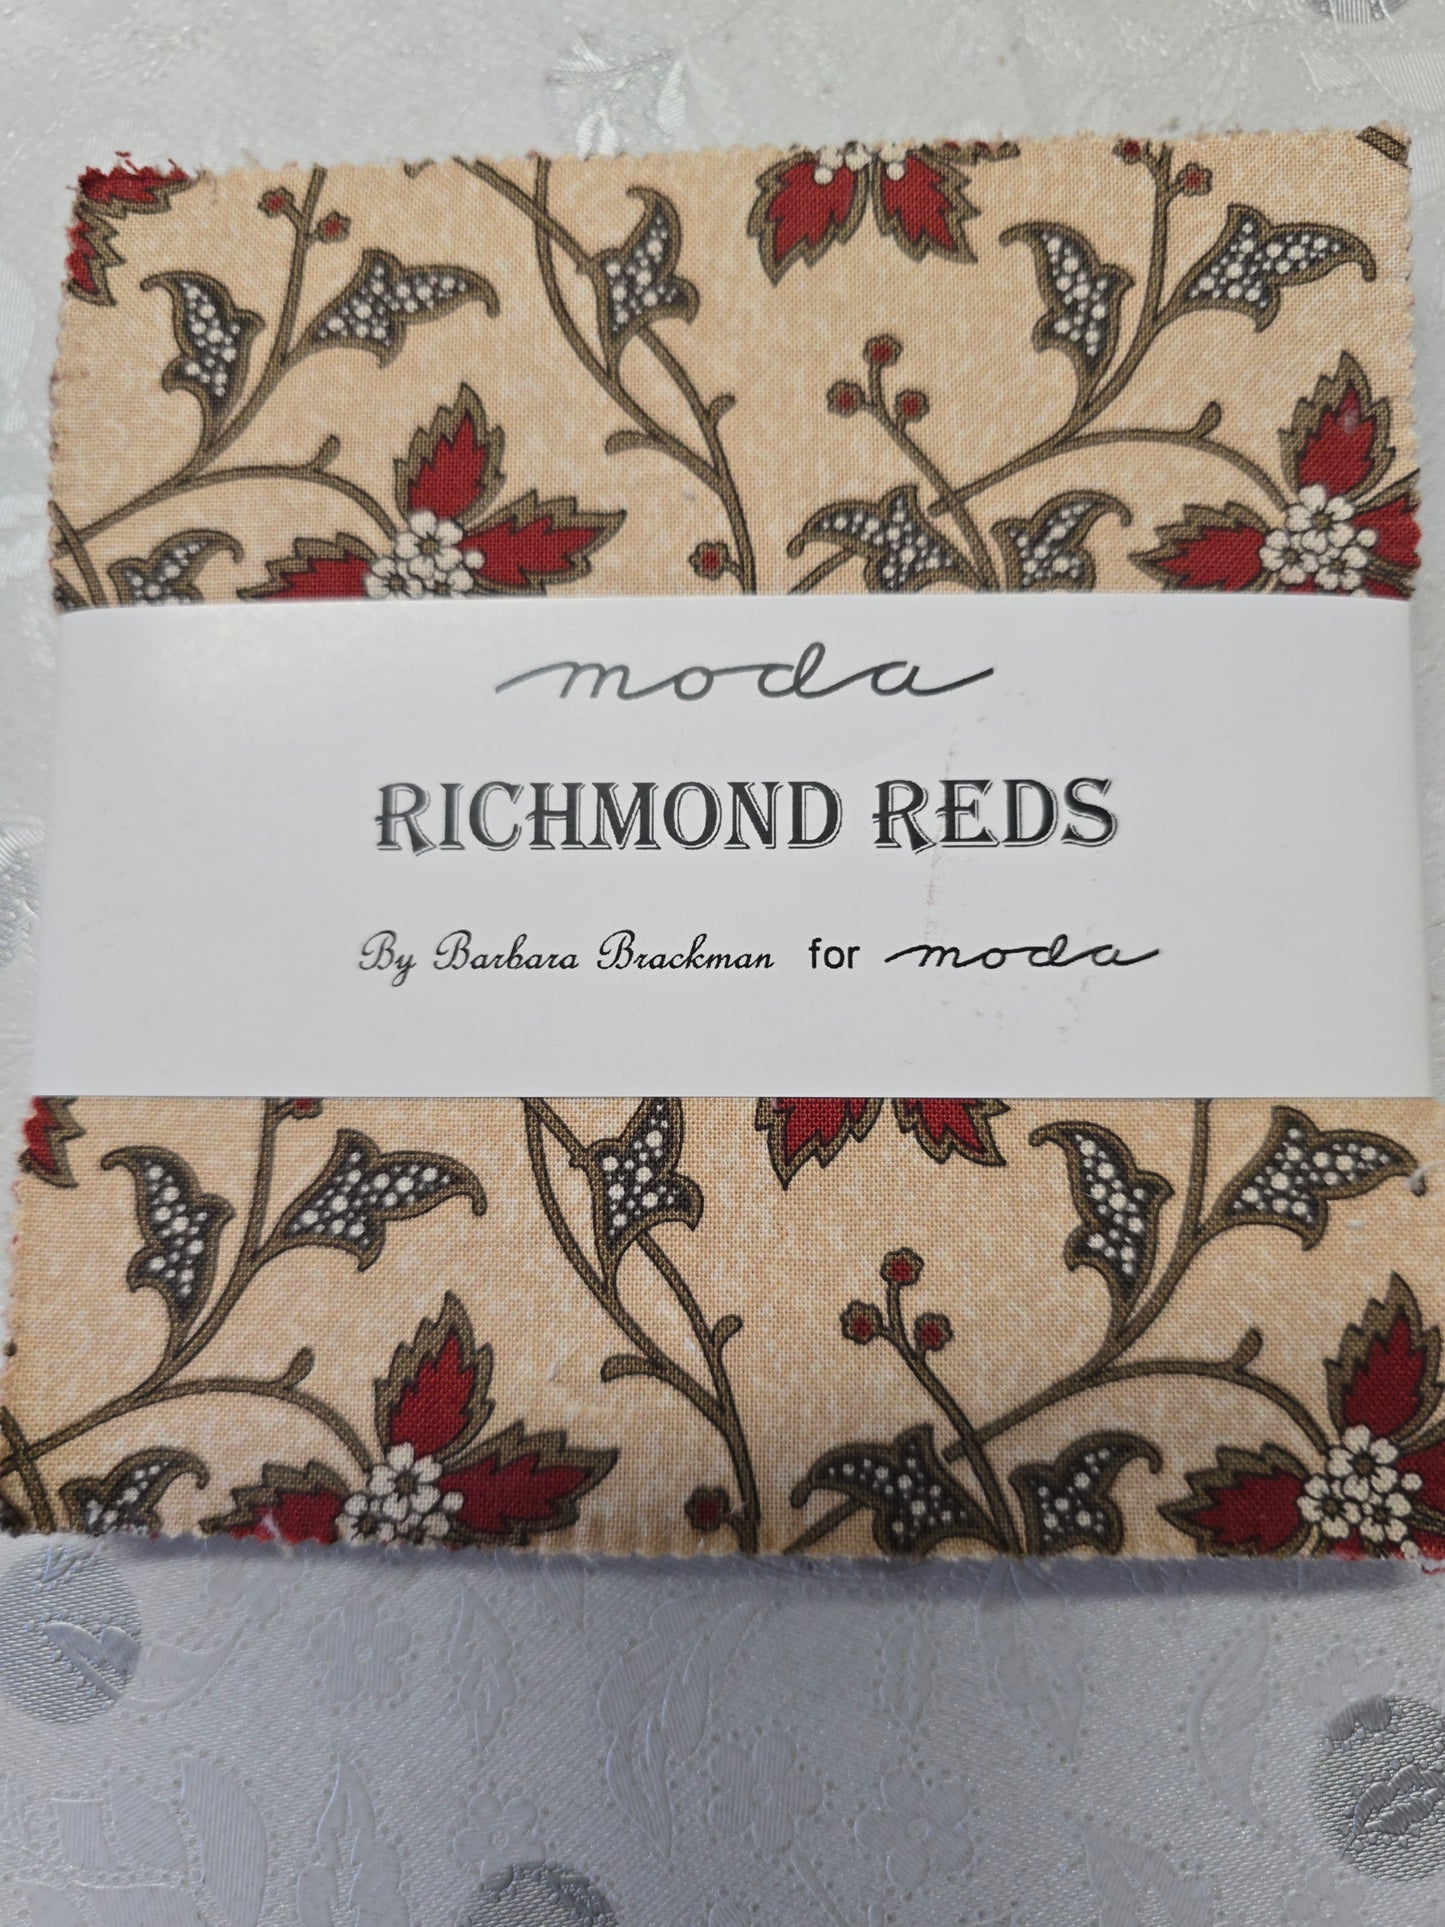 moda
RICHMOND REDS
By Barbara Brackman for moda